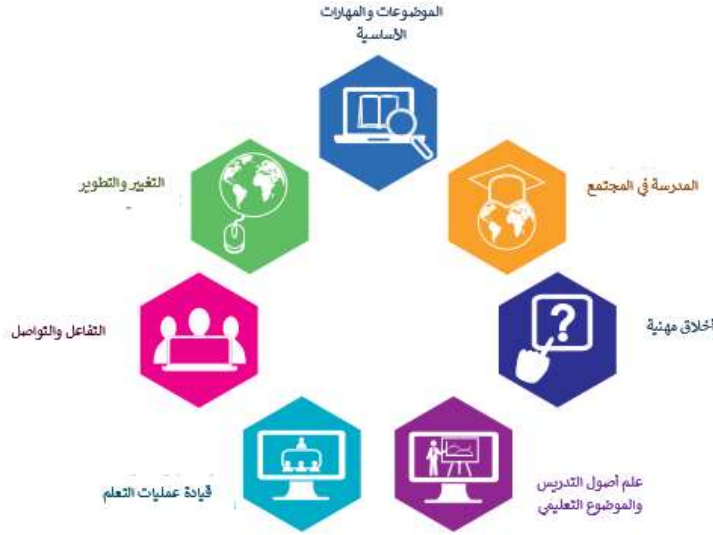 الموضوعات والمهارات
الأساسية
المدرسة في المجتمع
أخلاق مهنية
علم أصول التدريس
والموضوع التعليمي
قيادة عمليات التعلم
التفاعل والتواصل
التغيير والتطوير
?